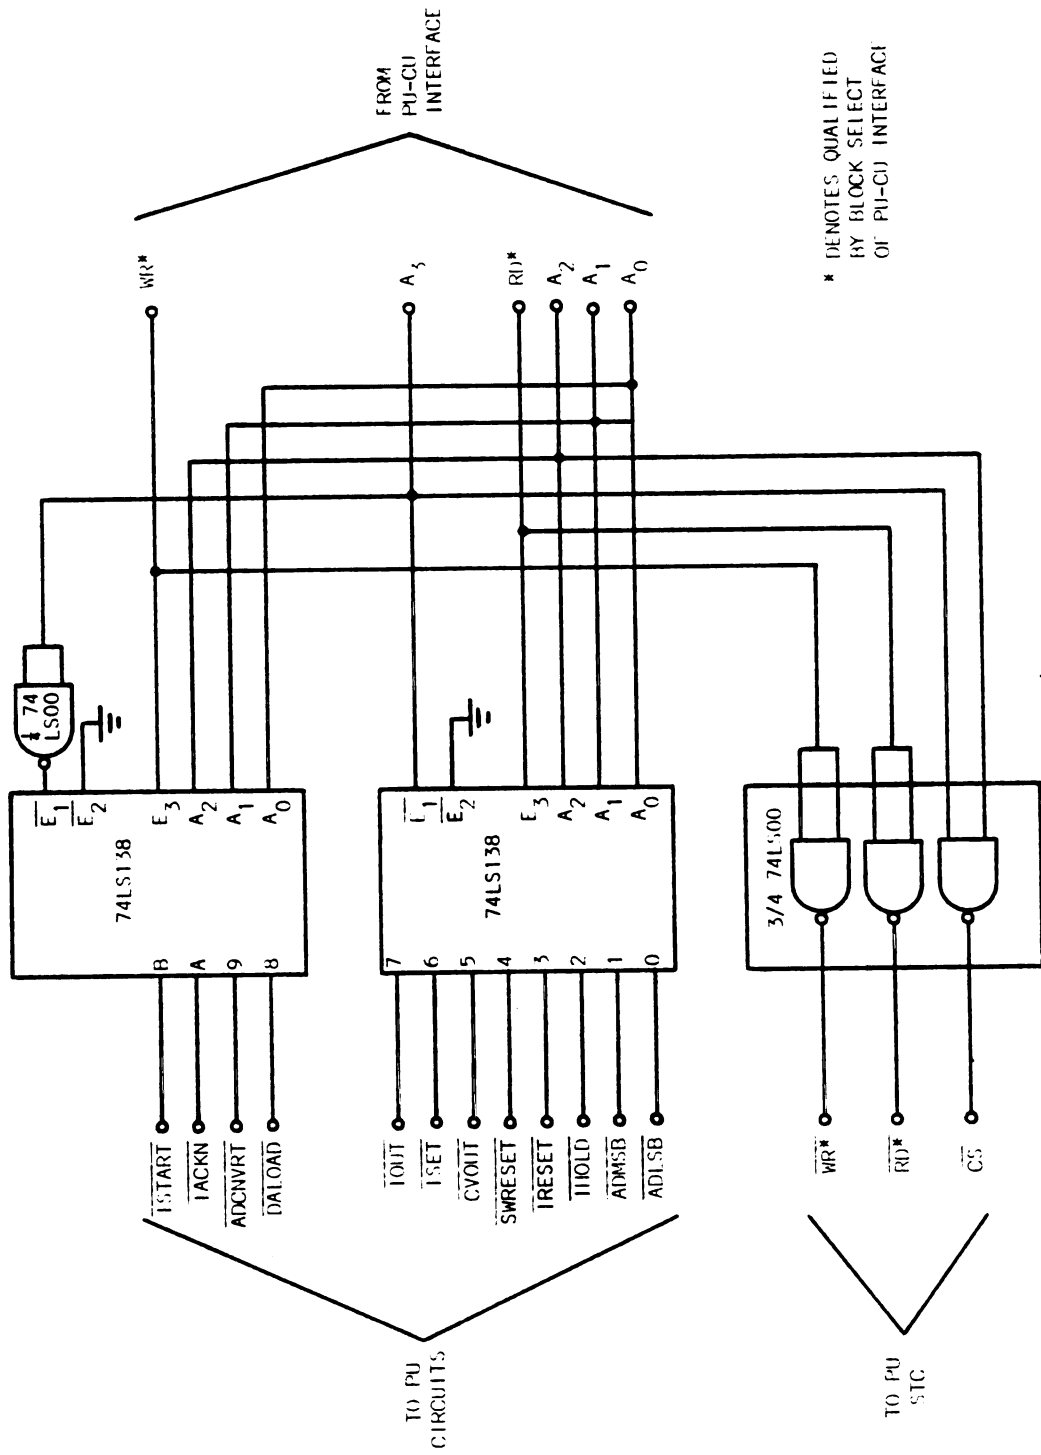 FROM
PU-CU
INTERFACE
WR*
A3
RD*
A2
A1
A0
* DENOTES QUALIFIED
BY BLOCK SELECT
OF PU-CU INTERFACE
1/4 74
LS00
E1
E2
E3
A2
A1
A0
74LS138
B
A
9
8
ISTART
IACKN
ADCNVRT
DALOAD
E1
E2
E3
A2
A1
A0
74LS138
7
6
5
4
3
2
1
0
IOUT
ISET
CVOUT
SWRESET
IRESET
IHOLD
ADMSB
ADLSB
3/4 74LS00
WR*
RD*
CS
TO PU
CIRCUITS
TO PU
STC